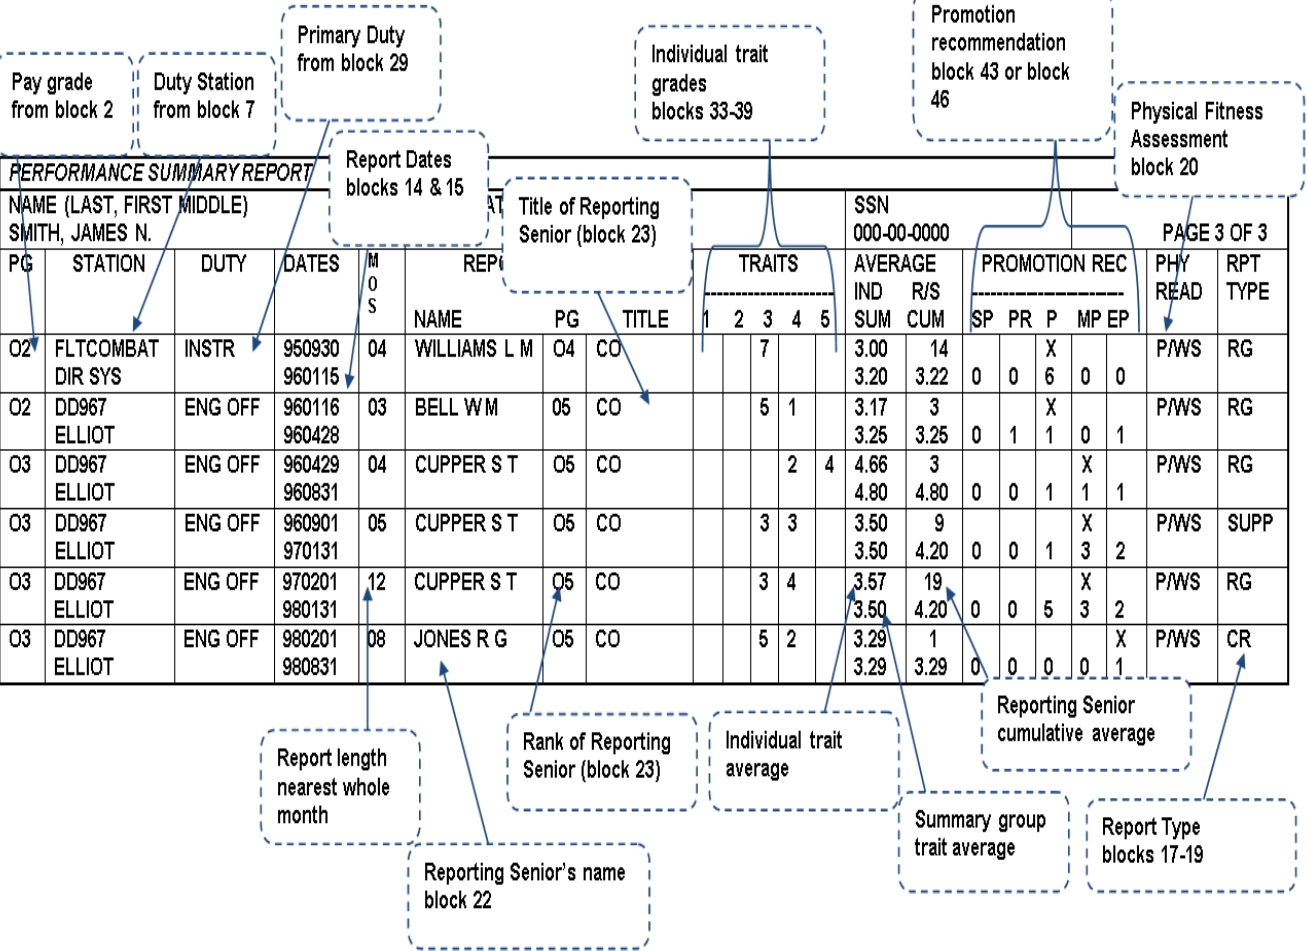 Promotion
recommendation
block 43 or block
46
Primary Duty
from block 29
Individual trait
grades
blocks 33-39
Pay grade
from block 2
Duty Station
from block 7
Physical Fitness
Assessment
block 20
Report Dates
blocks 14 & 15
Title of Reporting
Senior (block 23)
PERFORMANCE SUMMARY REPORT
NAME (LAST, FIRST MIDDLE) SSN
SMITH, JAMES N. 000-00-0000 PAGE 3 OF 3
PG STATION DUTY DATES MOS TRAITS AVERAGE PROMOTION REC PHY RPT
IND R/S READ TYPE
NAME PG TITLE 1 2 3 4 5 SUM CUM SP PR P MP EP
O2 FLTCOMBAT INSTR 950930 04 WILLIAMS L M O4 CO 7 3.00 14 X P/WS RG
DIR SYS 960115 3.20 3.22 0 0 6 0 0
O2 DD967 ENG OFF 960116 03 BELL W M 05 CO 5 1 3.17 3 X P/WS RG
ELLIOT 960428 3.25 3.25 0 1 1 0 1
O3 DD967 ENG OFF 960429 04 CUPPER S T O5 CO 2 4 4.66 3 X P/WS RG
ELLIOT 960831 4.80 4.80 0 0 1 1 1
O3 DD967 ENG OFF 960901 05 CUPPER S T O5 CO 3 3 3.50 9 X P/WS SUPP
ELLIOT 970131 3.50 4.20 0 0 1 3 2
O3 DD967 ENG OFF 970201 12 CUPPER S T O5 CO 3 4 3.57 19 X P/WS RG
ELLIOT 980131 3.50 4.20 0 0 5 3 2
O3 DD967 ENG OFF 980201 08 JONES R G O5 CO 5 2 3.29 1 X P/WS CR
ELLIOT 980831 3.29 3.29 0 0 0 0 1
Reporting Senior
cumulative average
Report length
nearest whole
month
Rank of Reporting
Senior (block 23)
Individual trait
average
Summary group
trait average
Report Type
blocks 17-19
Reporting Senior's name
block 22